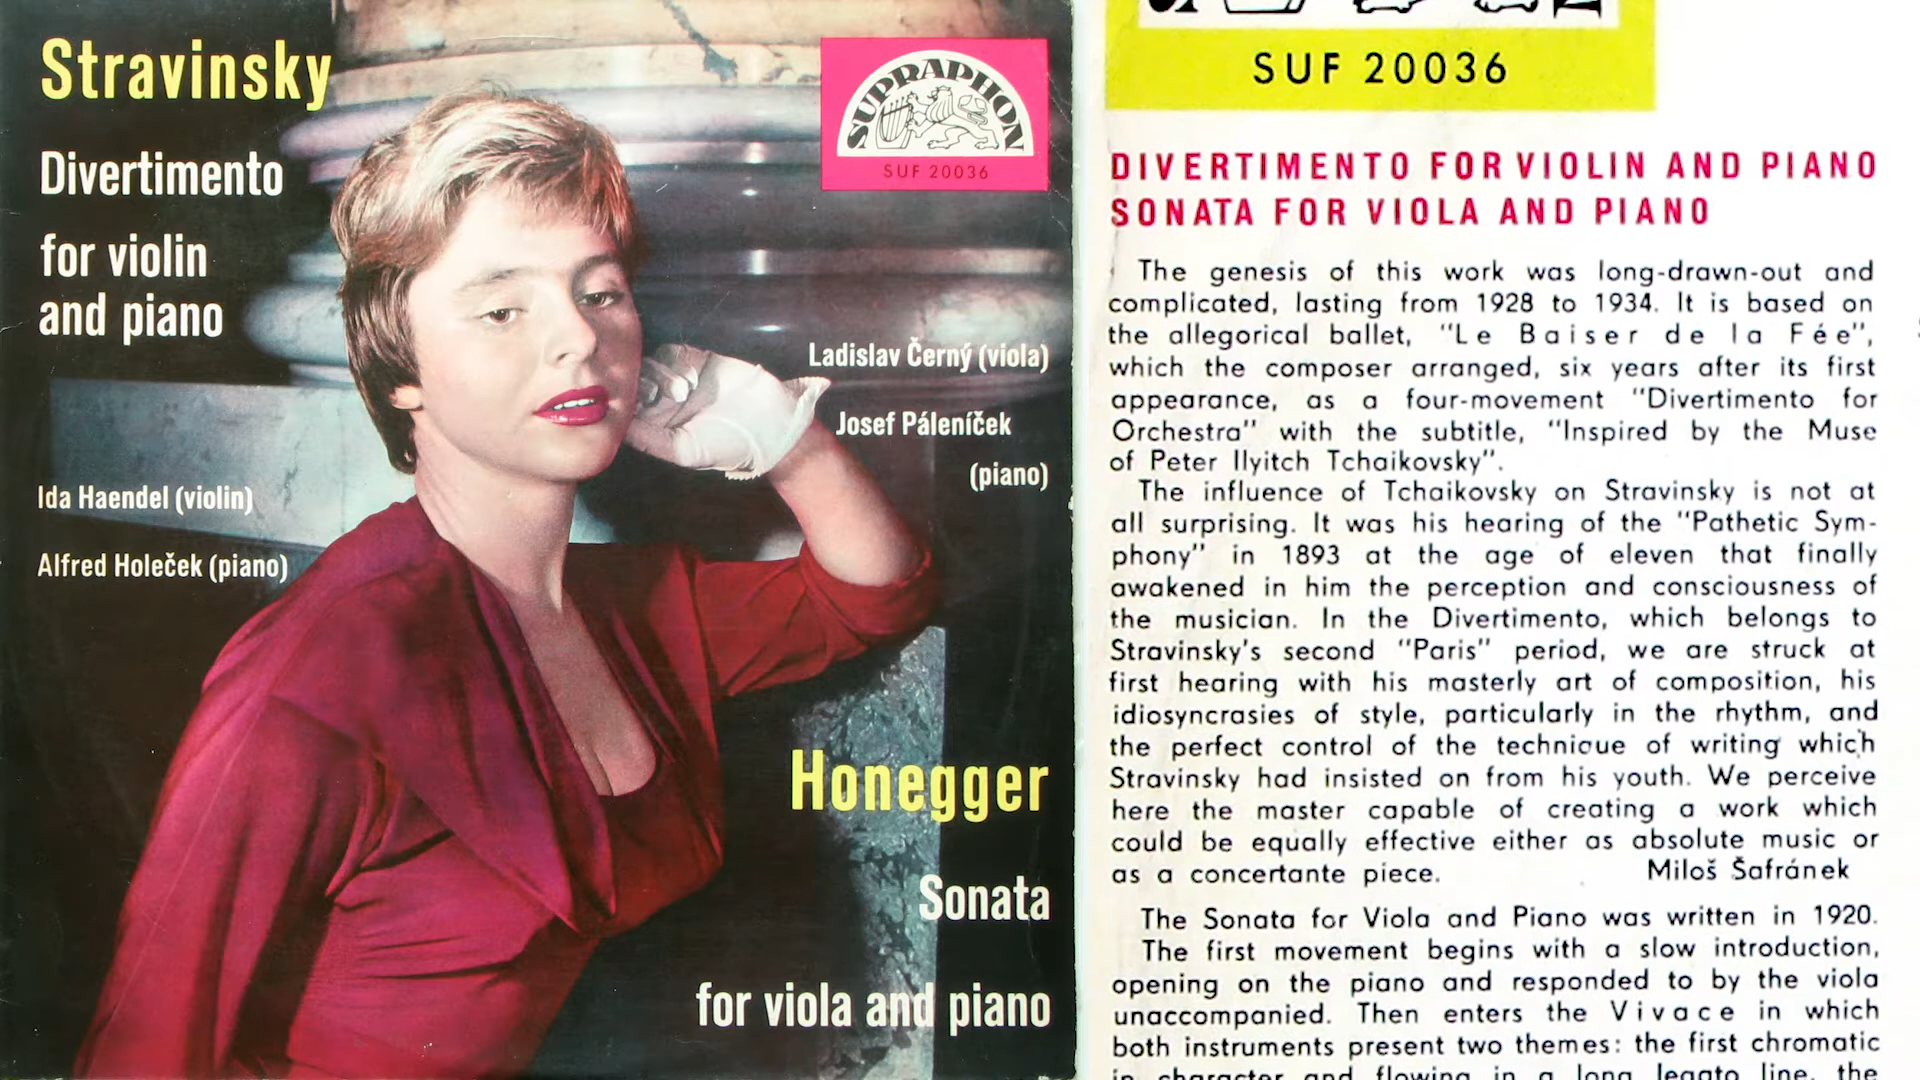 Stravinsky
Divertimento
for violin
and piano
Ida Haendel (violin)
Alfred Holeček (piano)
SUPRAPHON
SUF 20036
Ladislav Černý (viola)
Josef Páleníček
(piano)
Honegger
Sonata
for viola and piano
SUF 20036
DIVERTIMENTO FOR VIOLIN AND PIANO
SONATA FOR VIOLA AND PIANO
The genesis of this work was long-drawn-out and
complicated, lasting from 1928 to 1934. It is based on
the allegorical ballet, "Le Baiser de la Fée",
which the composer arranged, six years after its first
appearance, as a four-movement "Divertimento for
Orchestra" with the subtitle, "Inspired by the Muse
of Peter Ilyitch Tchaikovsky".
The influence of Tchaikovsky on Stravinsky is not at
all surprising. It was his hearing of the "Pathetic Sym-
phony" in 1893 at the age of eleven that finally
awakened in him the perception and consciousness of
the musician. In the Divertimento, which belongs to
Stravinsky's second "Paris" period, we are struck at
first hearing with his masterly art of composition, his
idiosyncrasies of style, particularly in the rhythm, and
the perfect control of the technique of writing which
Stravinsky had insisted on from his youth. We perceive
here the master capable of creating a work which
could be equally effective either as absolute music or
as a concertante piece. Miloš Šafránek
The Sonata for Viola and Piano was written in 1920.
The first movement begins with a slow introduction,
opening on the piano and responded to by the viola
unaccompanied. Then enters the Vivace in which
both instruments present two themes: the first chromatic
in character and flowing in a long legato line, the